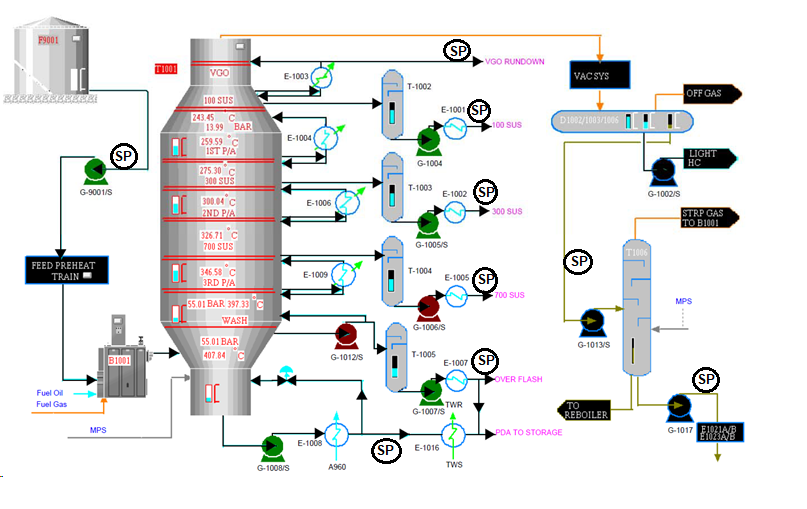 F9001
SP
G-9001/S
FEED PREHEAT
TRAIN
B1001
Fuel Oil
Fuel Gas
MPS
T1001
VGO
100 SUS
243.45 °C
13.99 BAR
259.59 °C
1ST P/A
275.30 °C
300 SUS
300.04 °C
2ND P/A
326.71 °C
700 SUS
346.58 °C
3RD P/A
55.01 BAR 397.33 °C
WASH
55.01 BAR
407.84 °C
E-1003
E-1004
E-1006
E-1009
G-1012/S
G-1008/S
E-1008
A960
SP
E-1016
TWS
SP
VGO RUNDOWN
T-1002
E-1001
SP
100 SUS
G-1004
T-1003
E-1002
SP
300 SUS
G-1005/S
T-1004
E-1005
SP
700 SUS
G-1006/S
T-1005
E-1007
SP
OVER FLASH
G-1007/S
TWR
PDA TO STORAGE
VAC SYS
OFF GAS
D1002/1003/1006
LIGHT
HC
G-1002/S
STRP GAS
TO B1001
T1006
SP
MPS
G-1013/S
TO
REBOILER
SP
G-1017
E1021A/B
E1023A/B